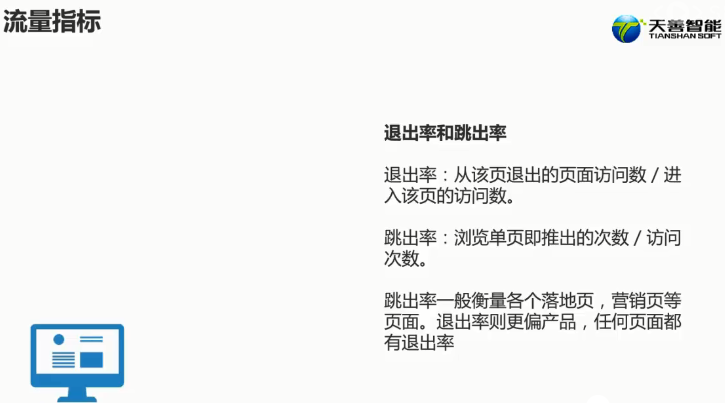 流量指标
天善智能
TIANSHAN SOFT
退出率和跳出率
退出率：从该页退出的页面访问数 / 进
入该页的访问数。
跳出率：浏览单页即推出的次数 / 访问
次数。
跳出率一般衡量各个落地页，营销页等
页面。退出率则更偏产品，任何页面都
有退出率